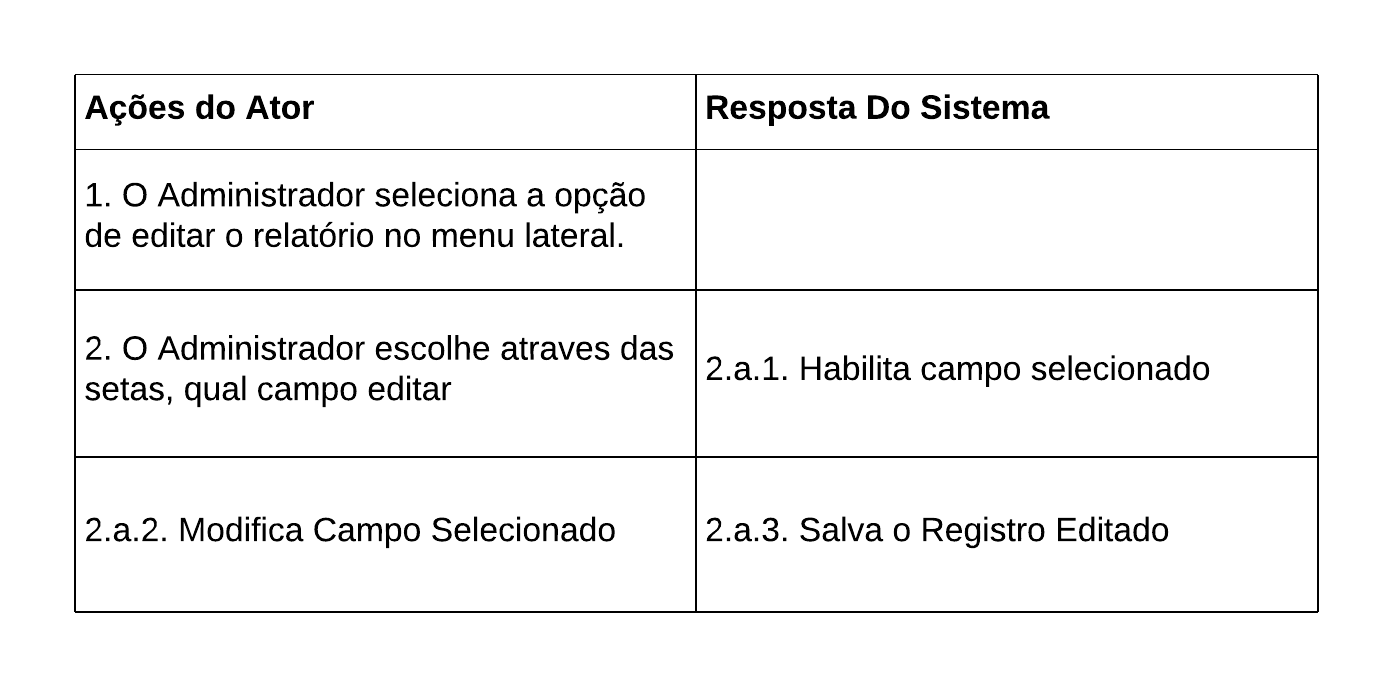 Ações do Ator
Resposta Do Sistema
1. O Administrador seleciona a opção
de editar o relatório no menu lateral.
2. O Administrador escolhe atraves das
setas, qual campo editar
2.a.1. Habilita campo selecionado
2.a.2. Modifica Campo Selecionado
2.a.3. Salva o Registro Editado